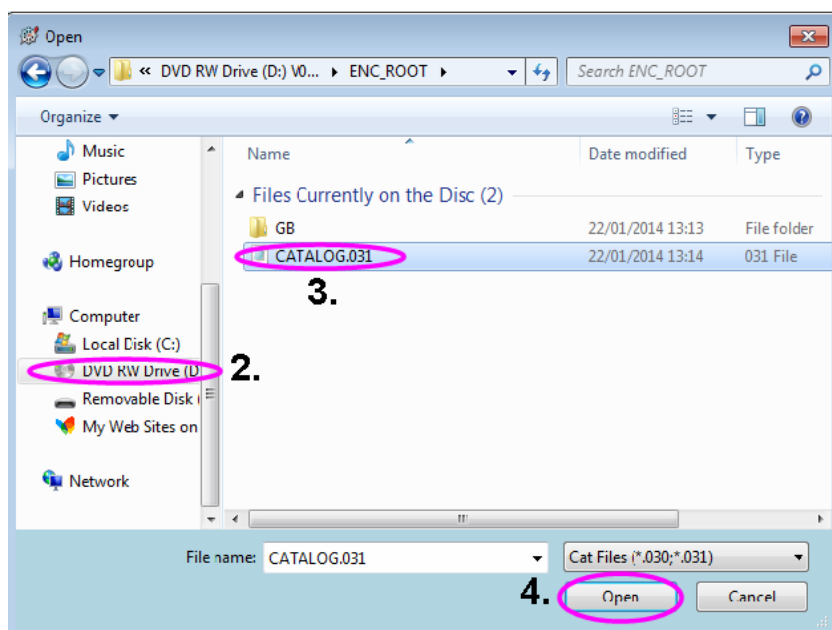 Open
« DVD RW Drive (D:) V0... ▸ ENC_ROOT ▸ Search ENC_ROOT
Organize
Music
Pictures
Videos
Homegroup
Computer
Local Disk (C:)
DVD RW Drive (D
Removable Disk (
My Web Sites on
Network
Name Date modified Type
Files Currently on the Disc (2)
GB 22/01/2014 13:13 File folder
CATALOG.031 22/01/2014 13:14 031 File
3.
2.
File name: CATALOG.031 Cat Files (*.030;*.031)
4. Open Cancel